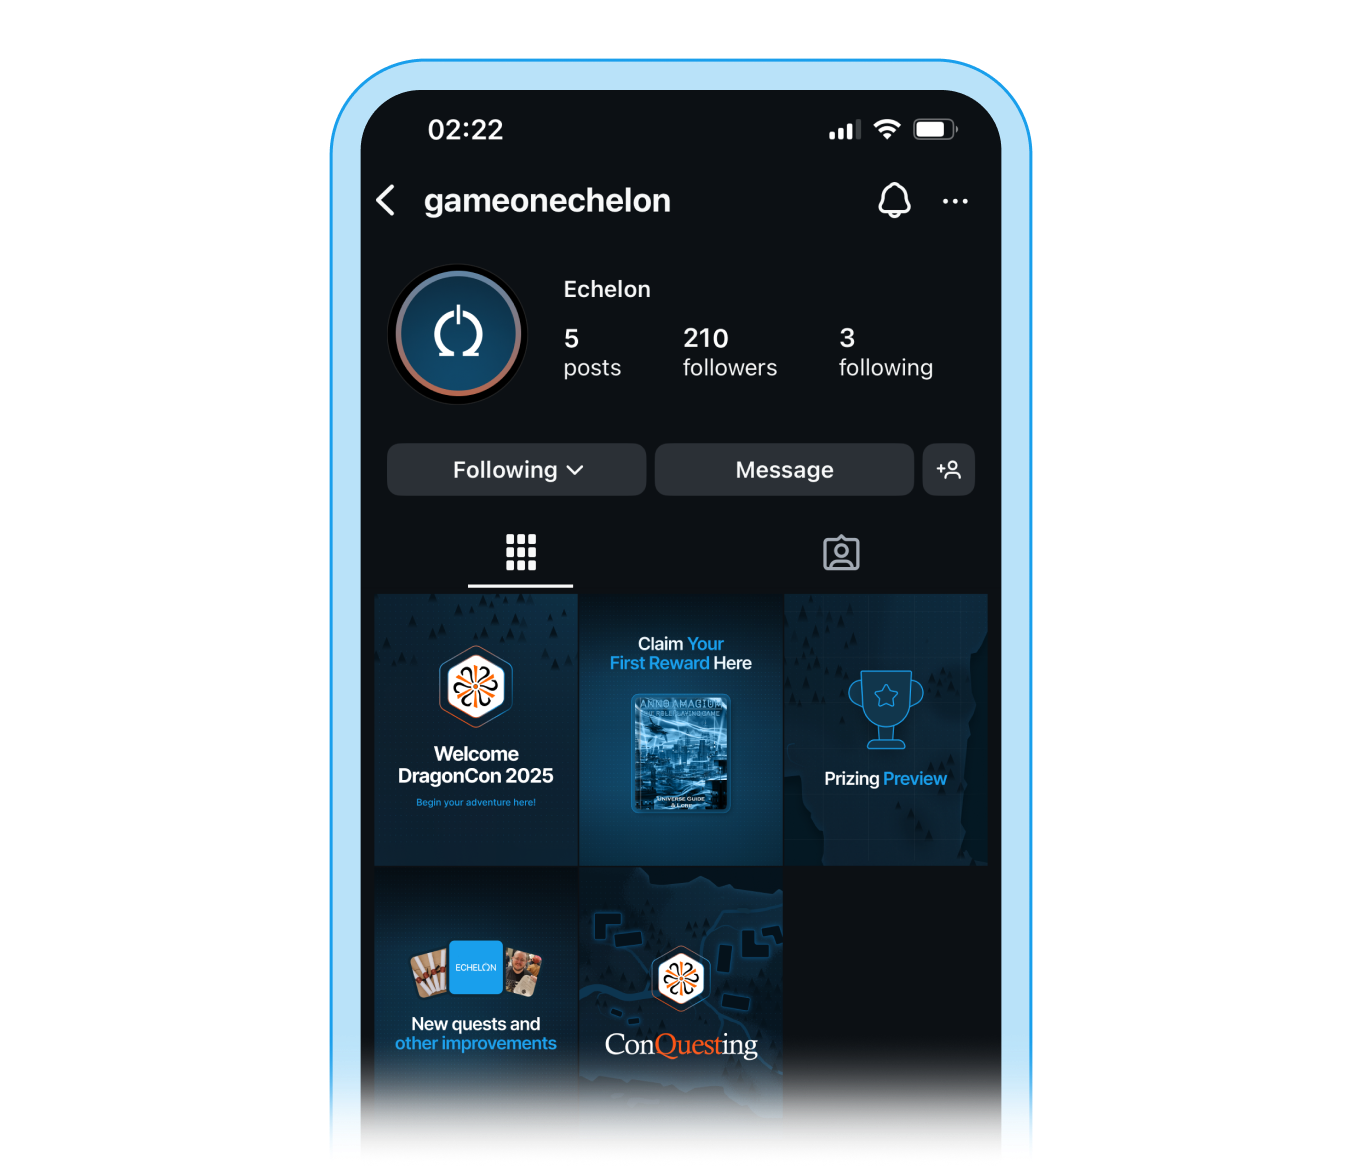 02:22
gameonechelon
Echelon
5
posts
210
followers
3
following
Following
Message
Welcome
DragonCon 2025
Begin your adventure here!
Claim Your
First Reward Here
ANNO AMAGIUM
THE ROLE PLAYING GAME
UNIVERSE GUIDE
& LORE
Prizing Preview
ECHELON
New quests and
other improvements
ConQuesting